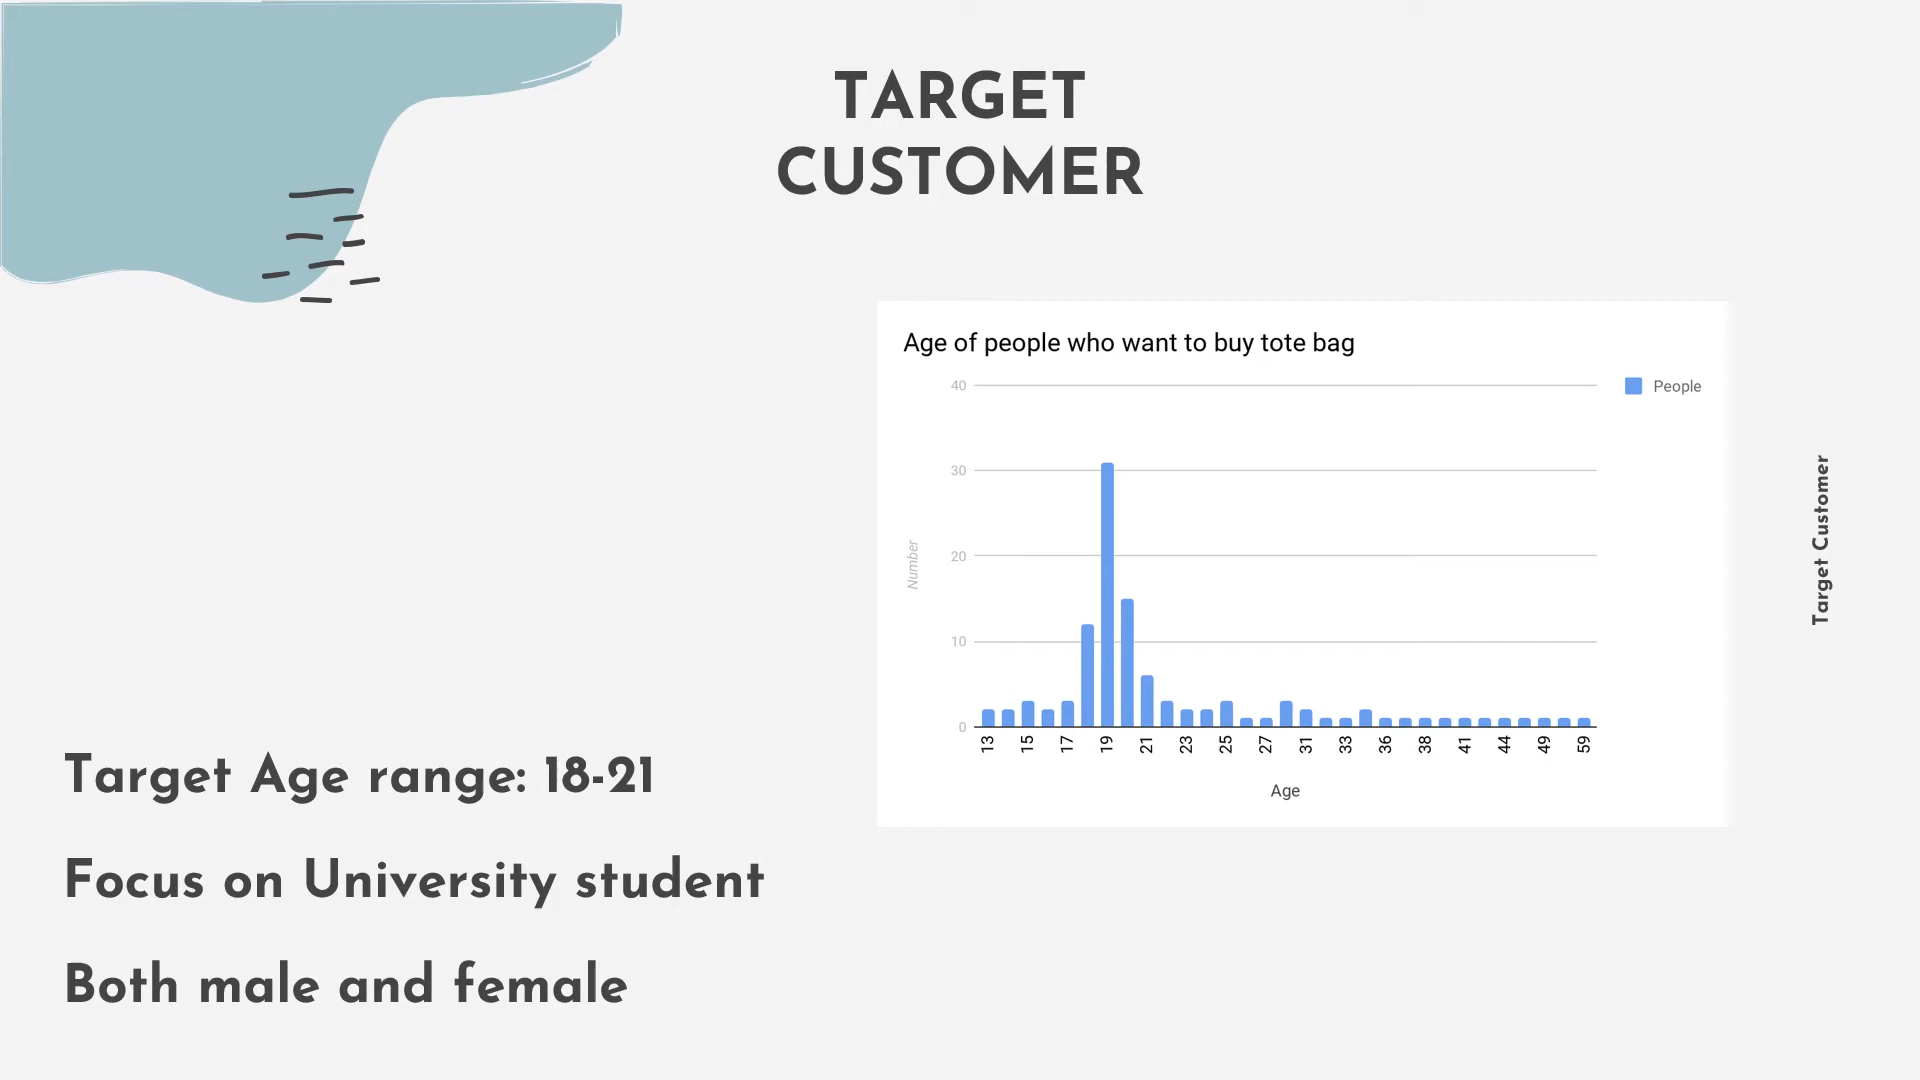 TARGET
CUSTOMER
Age of people who want to buy tote bag
40
People
30
20
10
0
Number
13
15
17
19
21
23
25
27
29
31
33
36
38
41
44
49
59
Age
Target Customer
Target Age range: 18-21
Focus on University student
Both male and female